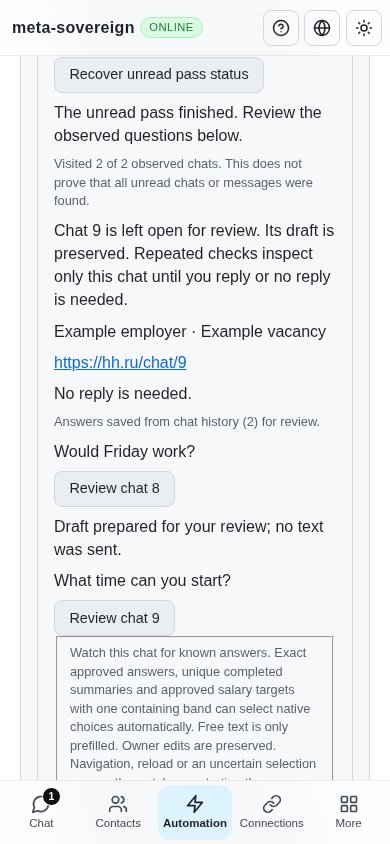 meta-sovereign ONLINE
Recover unread pass status
The unread pass finished. Review the
observed questions below.
Visited 2 of 2 observed chats. This does not
prove that all unread chats or messages were
found.
Chat 9 is left open for review. Its draft is
preserved. Repeated checks inspect
only this chat until you reply or no reply
is needed.
Example employer · Example vacancy
https://hh.ru/chat/9
No reply is needed.
Answers saved from chat history (2) for review.
Would Friday work?
Review chat 8
Draft prepared for your review; no text
was sent.
What time can you start?
Review chat 9
Watch this chat for known answers. Exact
approved answers, unique completed
summaries and approved salary targets
with one containing band can select native
choices automatically. Free text is only
prefilled. Owner edits are preserved.
Navigation, reload or an uncertain selection
1
Chat
Contacts
Automation
Connections
More